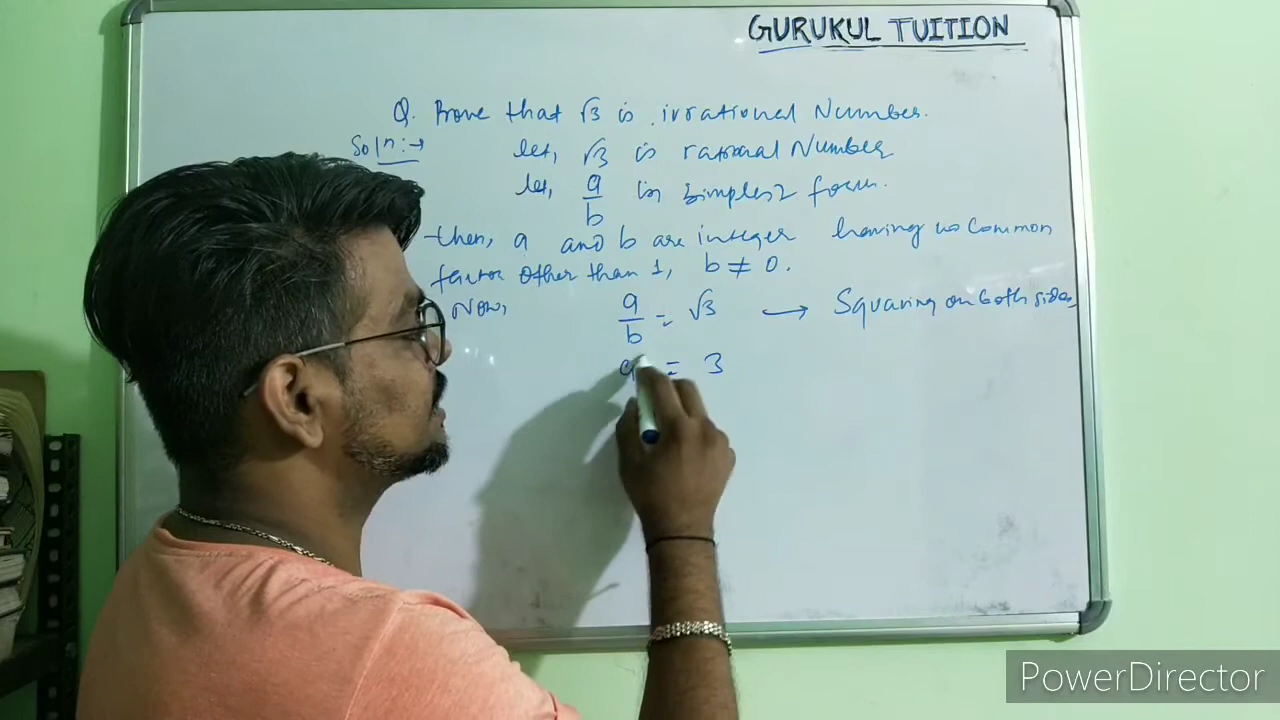 GURUKUL TUITION
Q. Prove that √3 is irrational Number.
Soln:→ let, √3 is rational Number
let, a/b is simplest form.
then, a and b are integer having no common
factor other than 1, b ≠ 0.
Now, a/b = √3 → Squaring on both sides
a = 3
PowerDirector